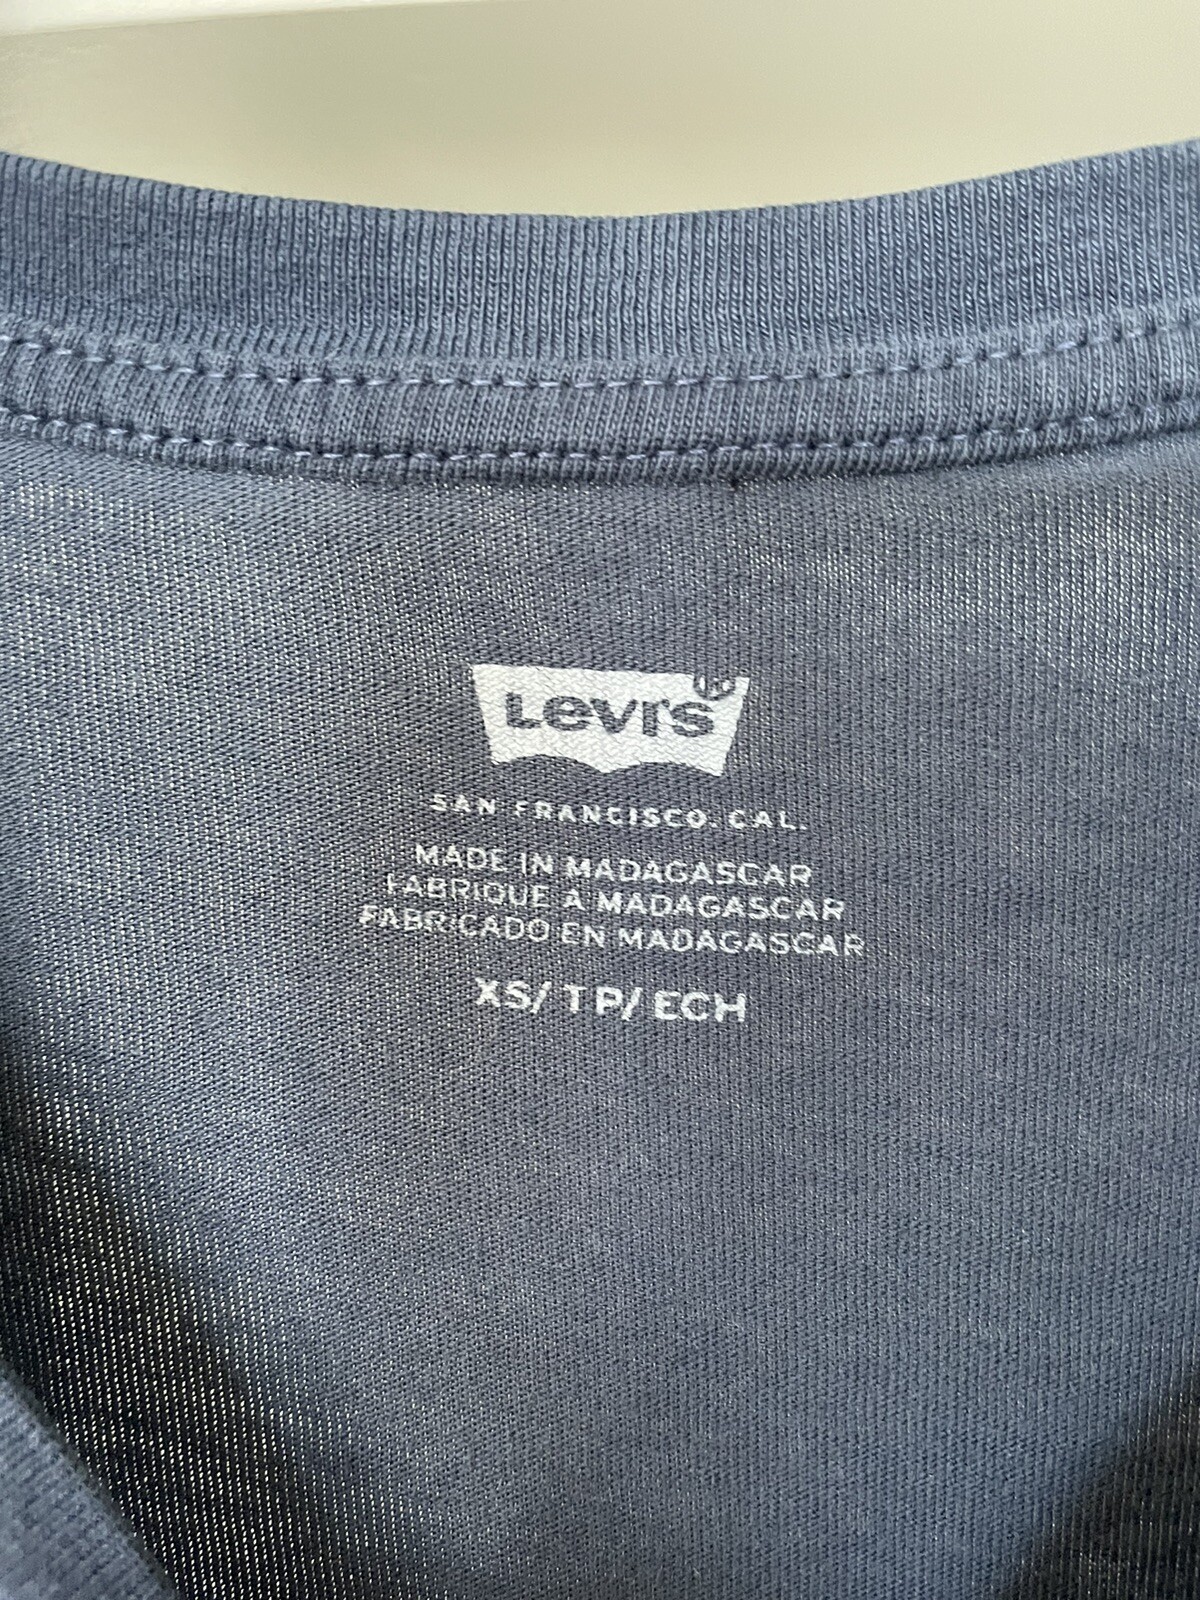 Levi's ®
SAN FRANCISCO. CAL.
MADE IN MADAGASCAR
FABRIQUE A MADAGASCAR
FABRICADO EN MADAGASCAR
XS/ TP/ ECH